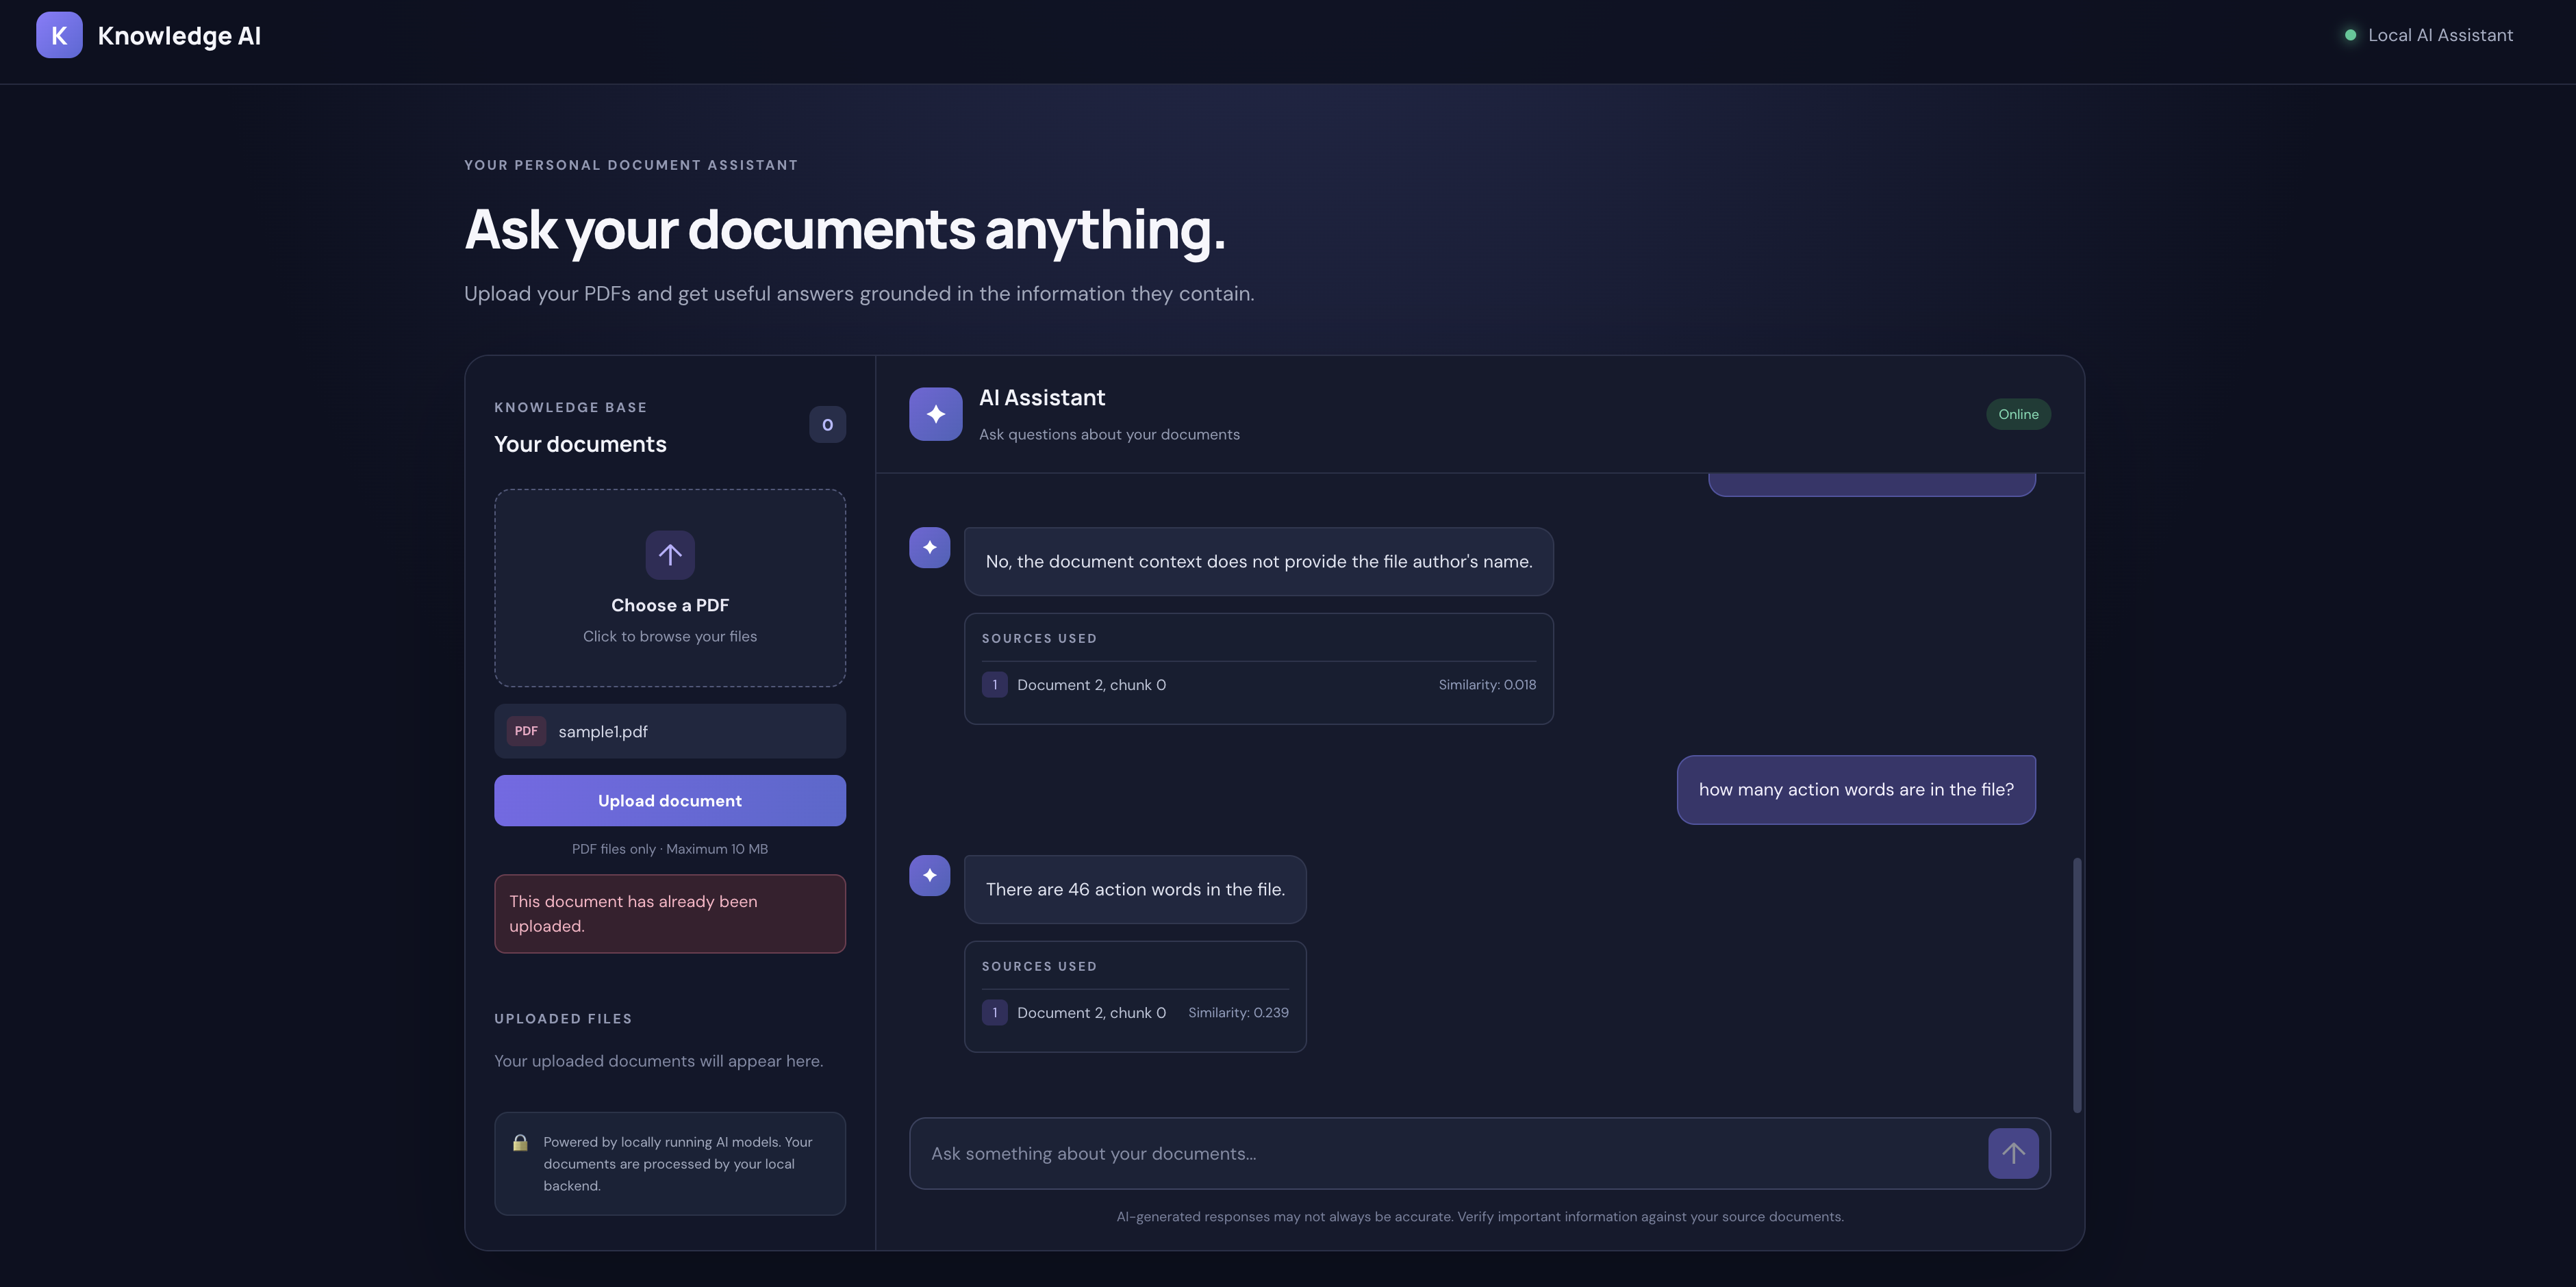 K
Knowledge AI
Local AI Assistant
YOUR PERSONAL DOCUMENT ASSISTANT
Ask your documents anything.
Upload your PDFs and get useful answers grounded in the information they contain.
KNOWLEDGE BASE
Your documents
0
Choose a PDF
Click to browse your files
PDF
sample1.pdf
Upload document
PDF files only · Maximum 10 MB
This document has already been
uploaded.
UPLOADED FILES
Your uploaded documents will appear here.
Powered by locally running AI models. Your
documents are processed by your local
backend.
AI Assistant
Ask questions about your documents
Online
No, the document context does not provide the file author's name.
SOURCES USED
1 Document 2, chunk 0 Similarity: 0.018
how many action words are in the file?
There are 46 action words in the file.
SOURCES USED
1 Document 2, chunk 0 Similarity: 0.239
Ask something about your documents...
AI-generated responses may not always be accurate. Verify important information against your source documents.